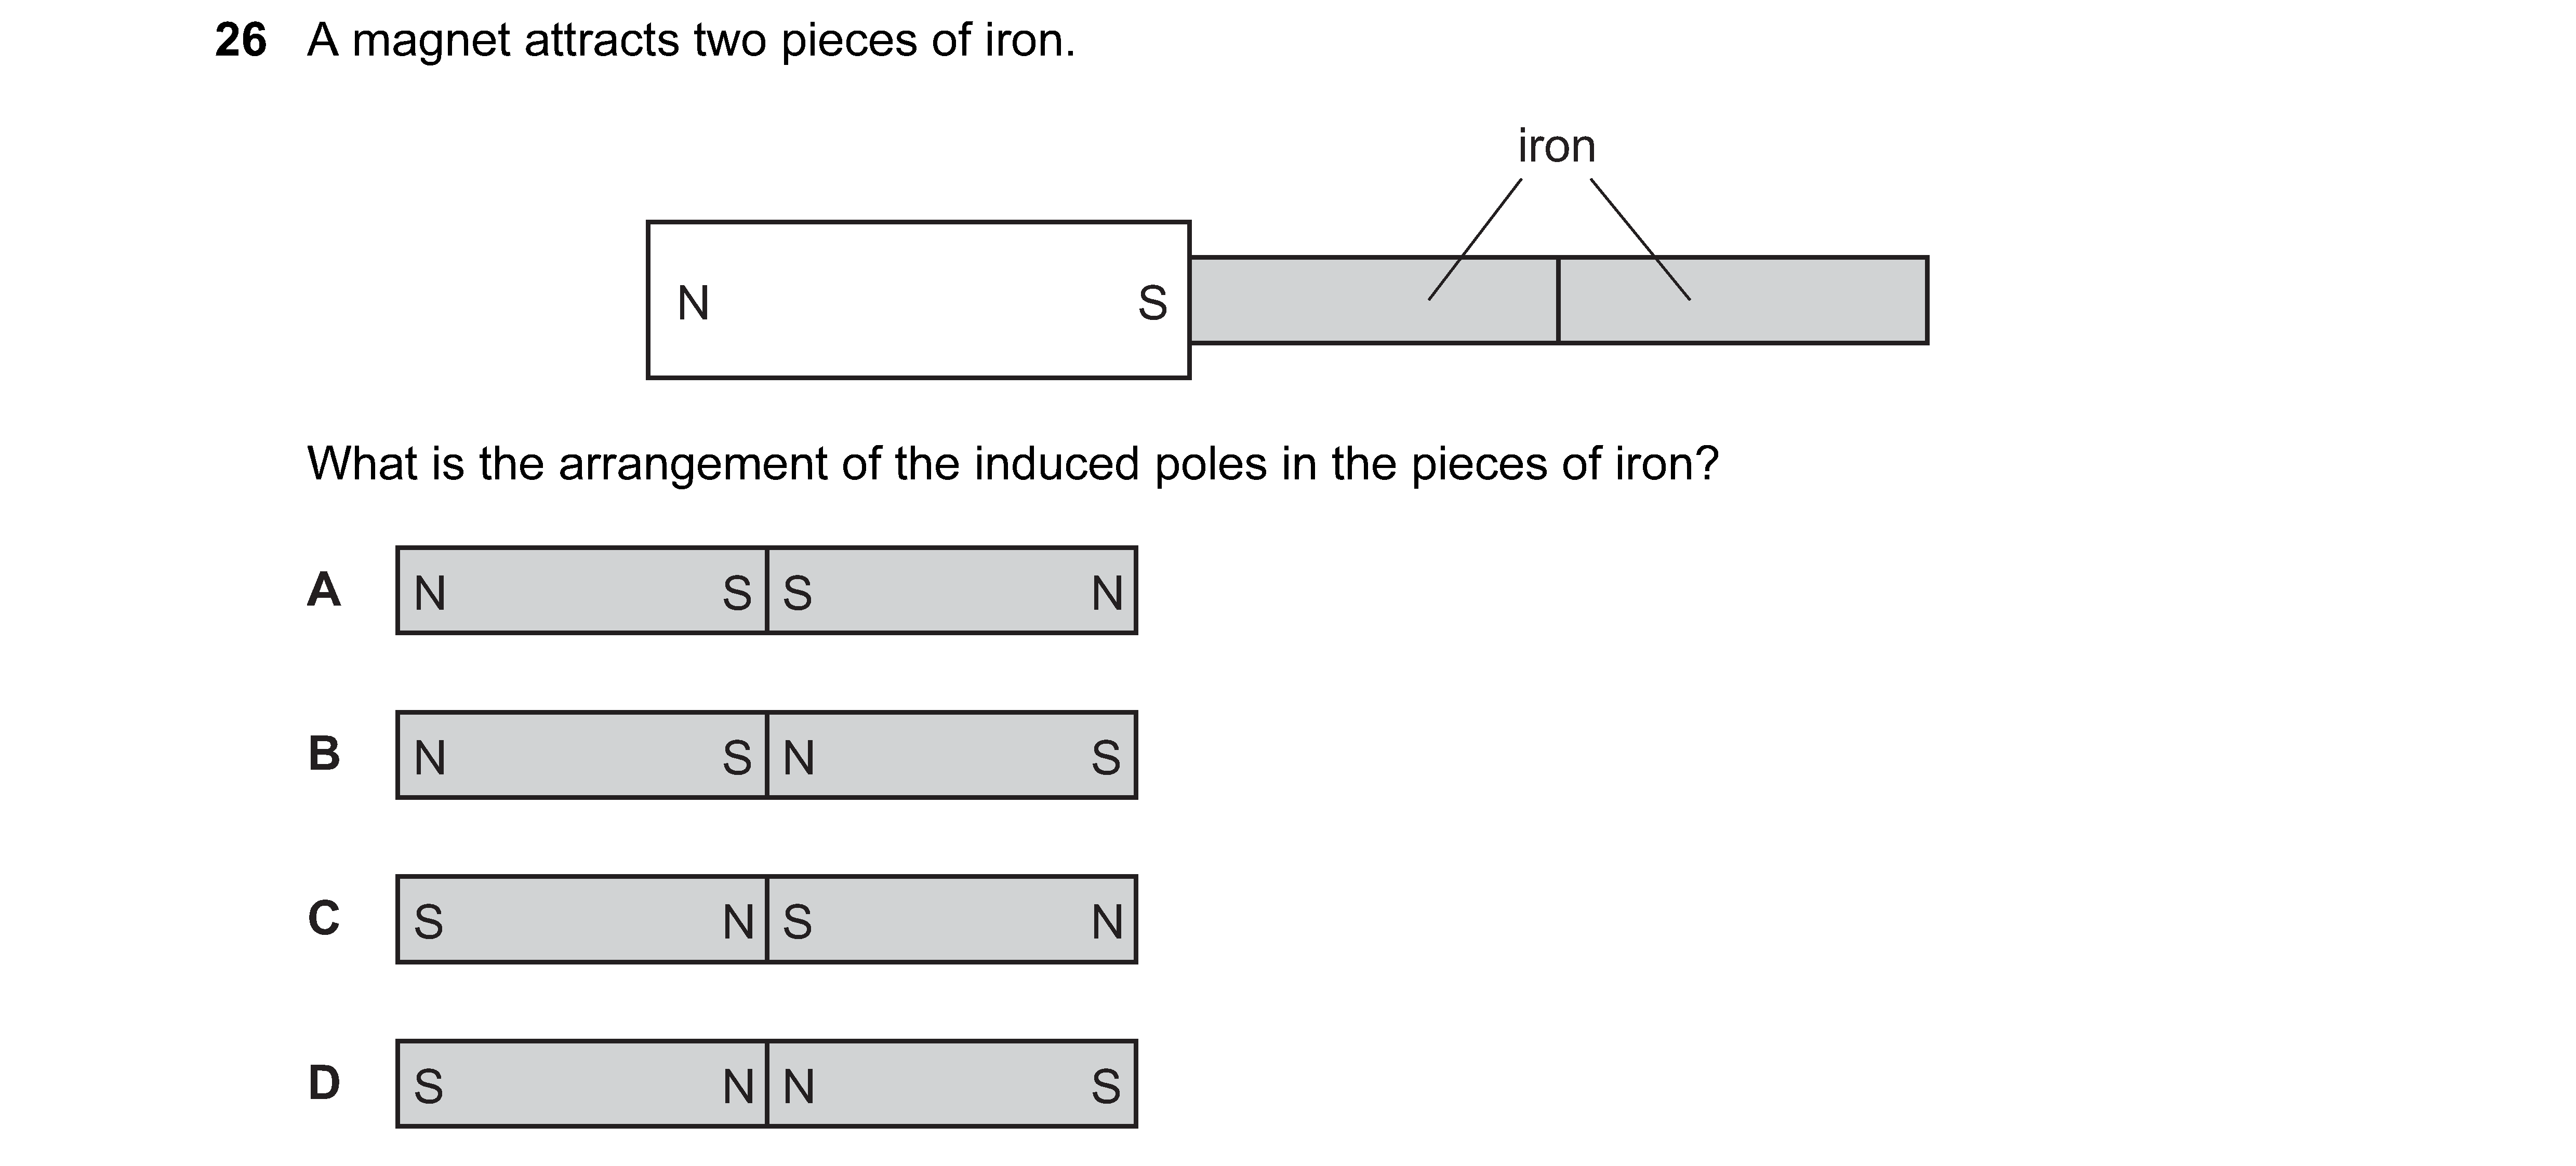 26 A magnet attracts two pieces of iron.
iron
N S
What is the arrangement of the induced poles in the pieces of iron?
A N S S N
B N S N S
C S N S N
D S N N S